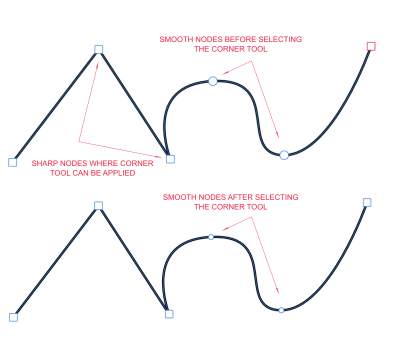 SMOOTH NODES BEFORE SELECTING
THE CORNER TOOL
SHARP NODES WHERE CORNER
TOOL CAN BE APPLIED
SMOOTH NODES AFTER SELECTING
THE CORNER TOOL